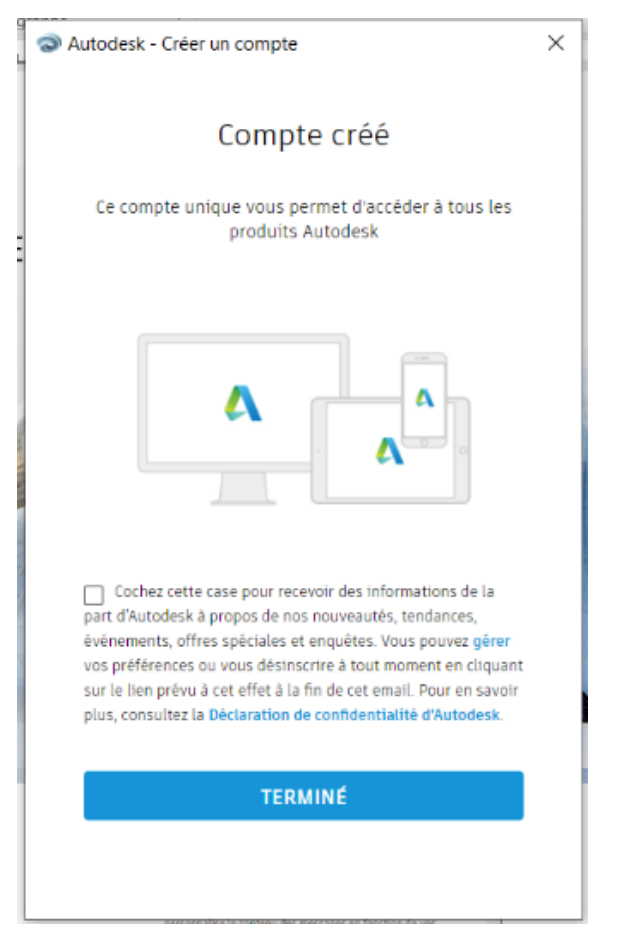 Autodesk - Créer un compte
Compte créé
Ce compte unique vous permet d'accéder à tous les
produits Autodesk
Cochez cette case pour recevoir des informations de la
part d'Autodesk à propos de nos nouveautés, tendances,
événements, offres spéciales et enquêtes. Vous pouvez gérer
vos préférences ou vous désinscrire à tout moment en cliquant
sur le lien prévu à cet effet à la fin de cet email. Pour en savoir
plus, consultez la Déclaration de confidentialité d'Autodesk.
TERMINÉ